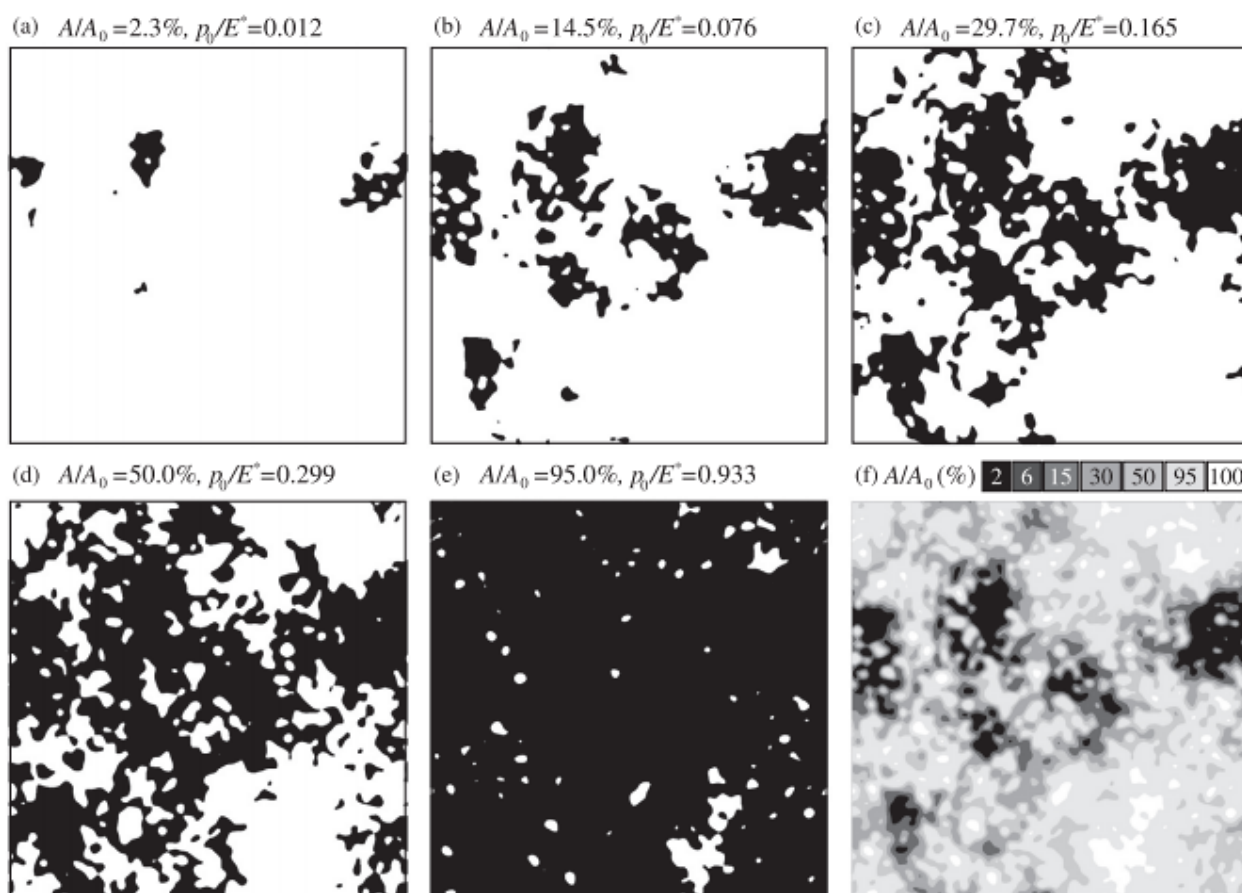 (a) A/A₀=2.3%, p₀/E*=0.012
(b) A/A₀=14.5%, p₀/E*=0.076
(c) A/A₀=29.7%, p₀/E*=0.165
(d) A/A₀=50.0%, p₀/E*=0.299
(e) A/A₀=95.0%, p₀/E*=0.933
(f) A/A₀(%) 2 6 15 30 50 95 100